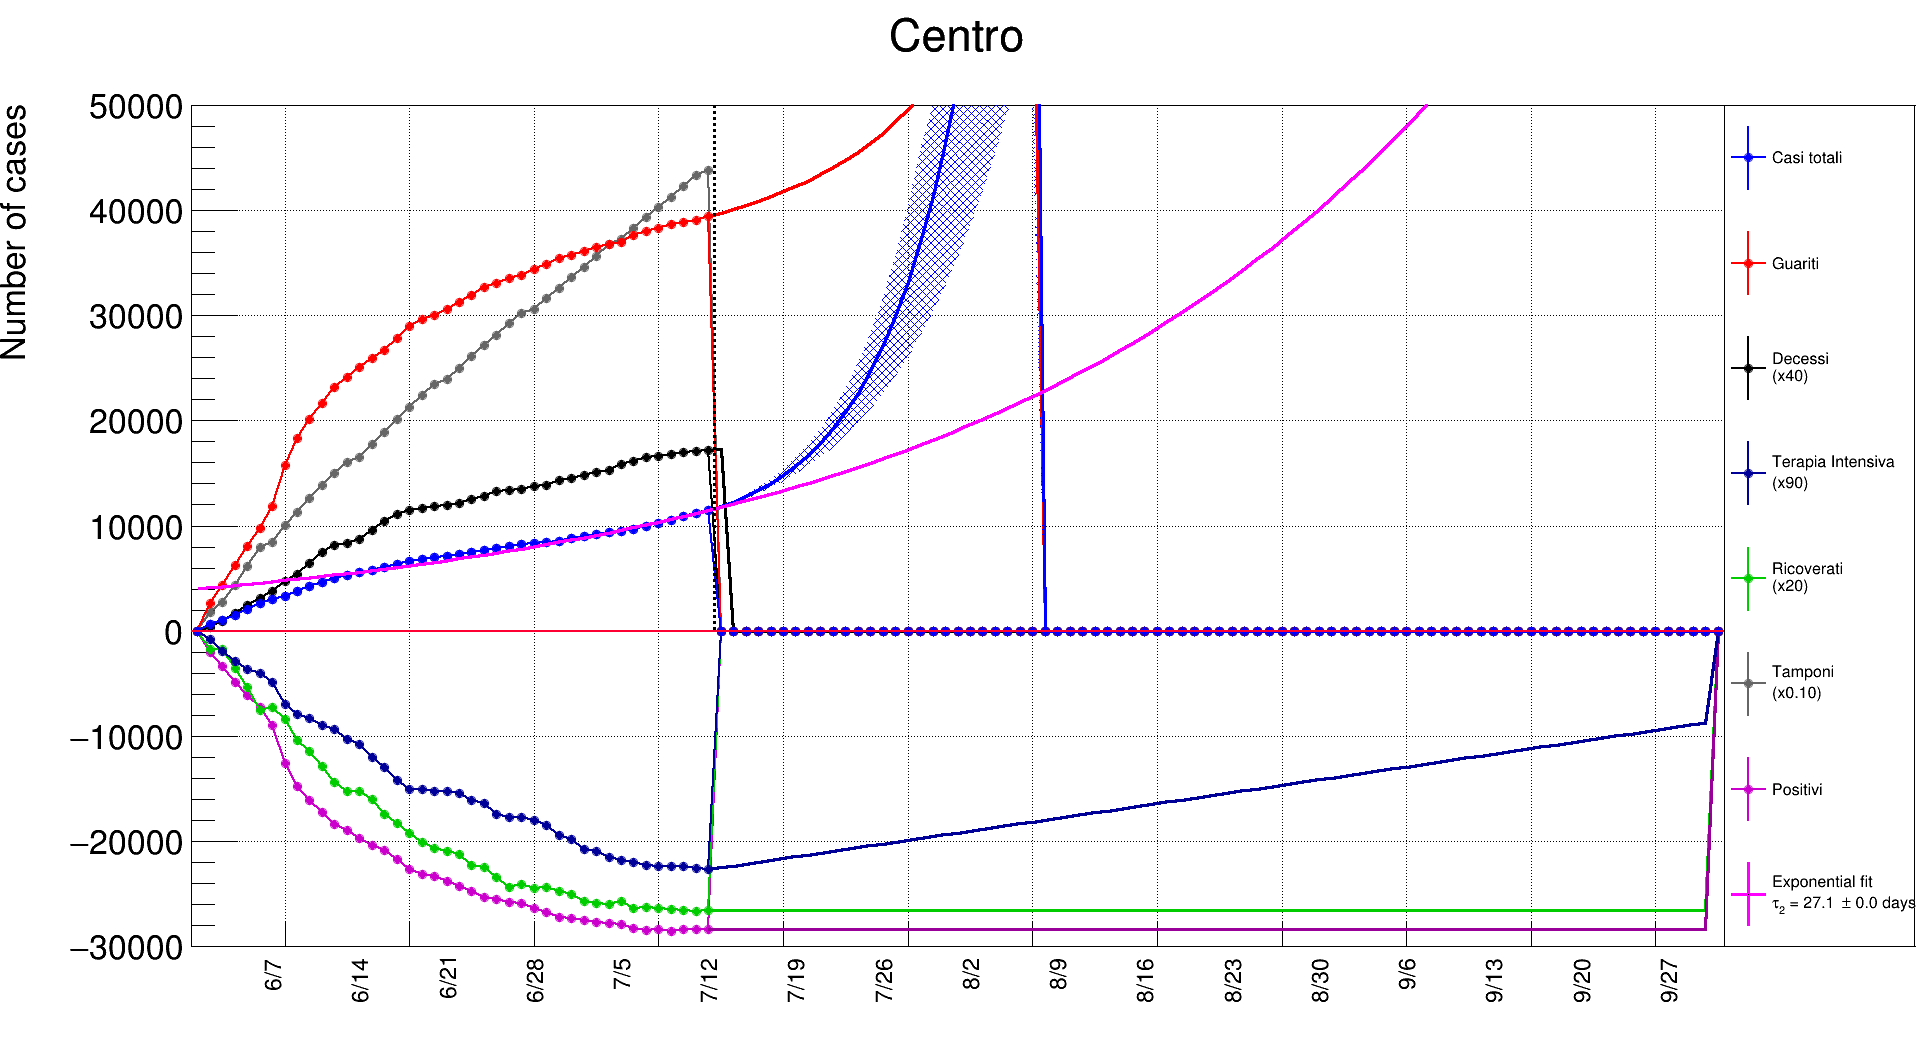 Centro
Number of cases
50000
40000
30000
20000
10000
0
−10000
−20000
−30000
6/7
6/14
6/21
6/28
7/5
7/12
7/19
7/26
8/2
8/9
8/16
8/23
8/30
9/6
9/13
9/20
9/27
Casi totali
Guariti
Decessi
(x40)
Terapia Intensiva
(x90)
Ricoverati
(x20)
Tamponi
(x0.10)
Positivi
Exponential fit
τ2 = 27.1 ± 0.0 days